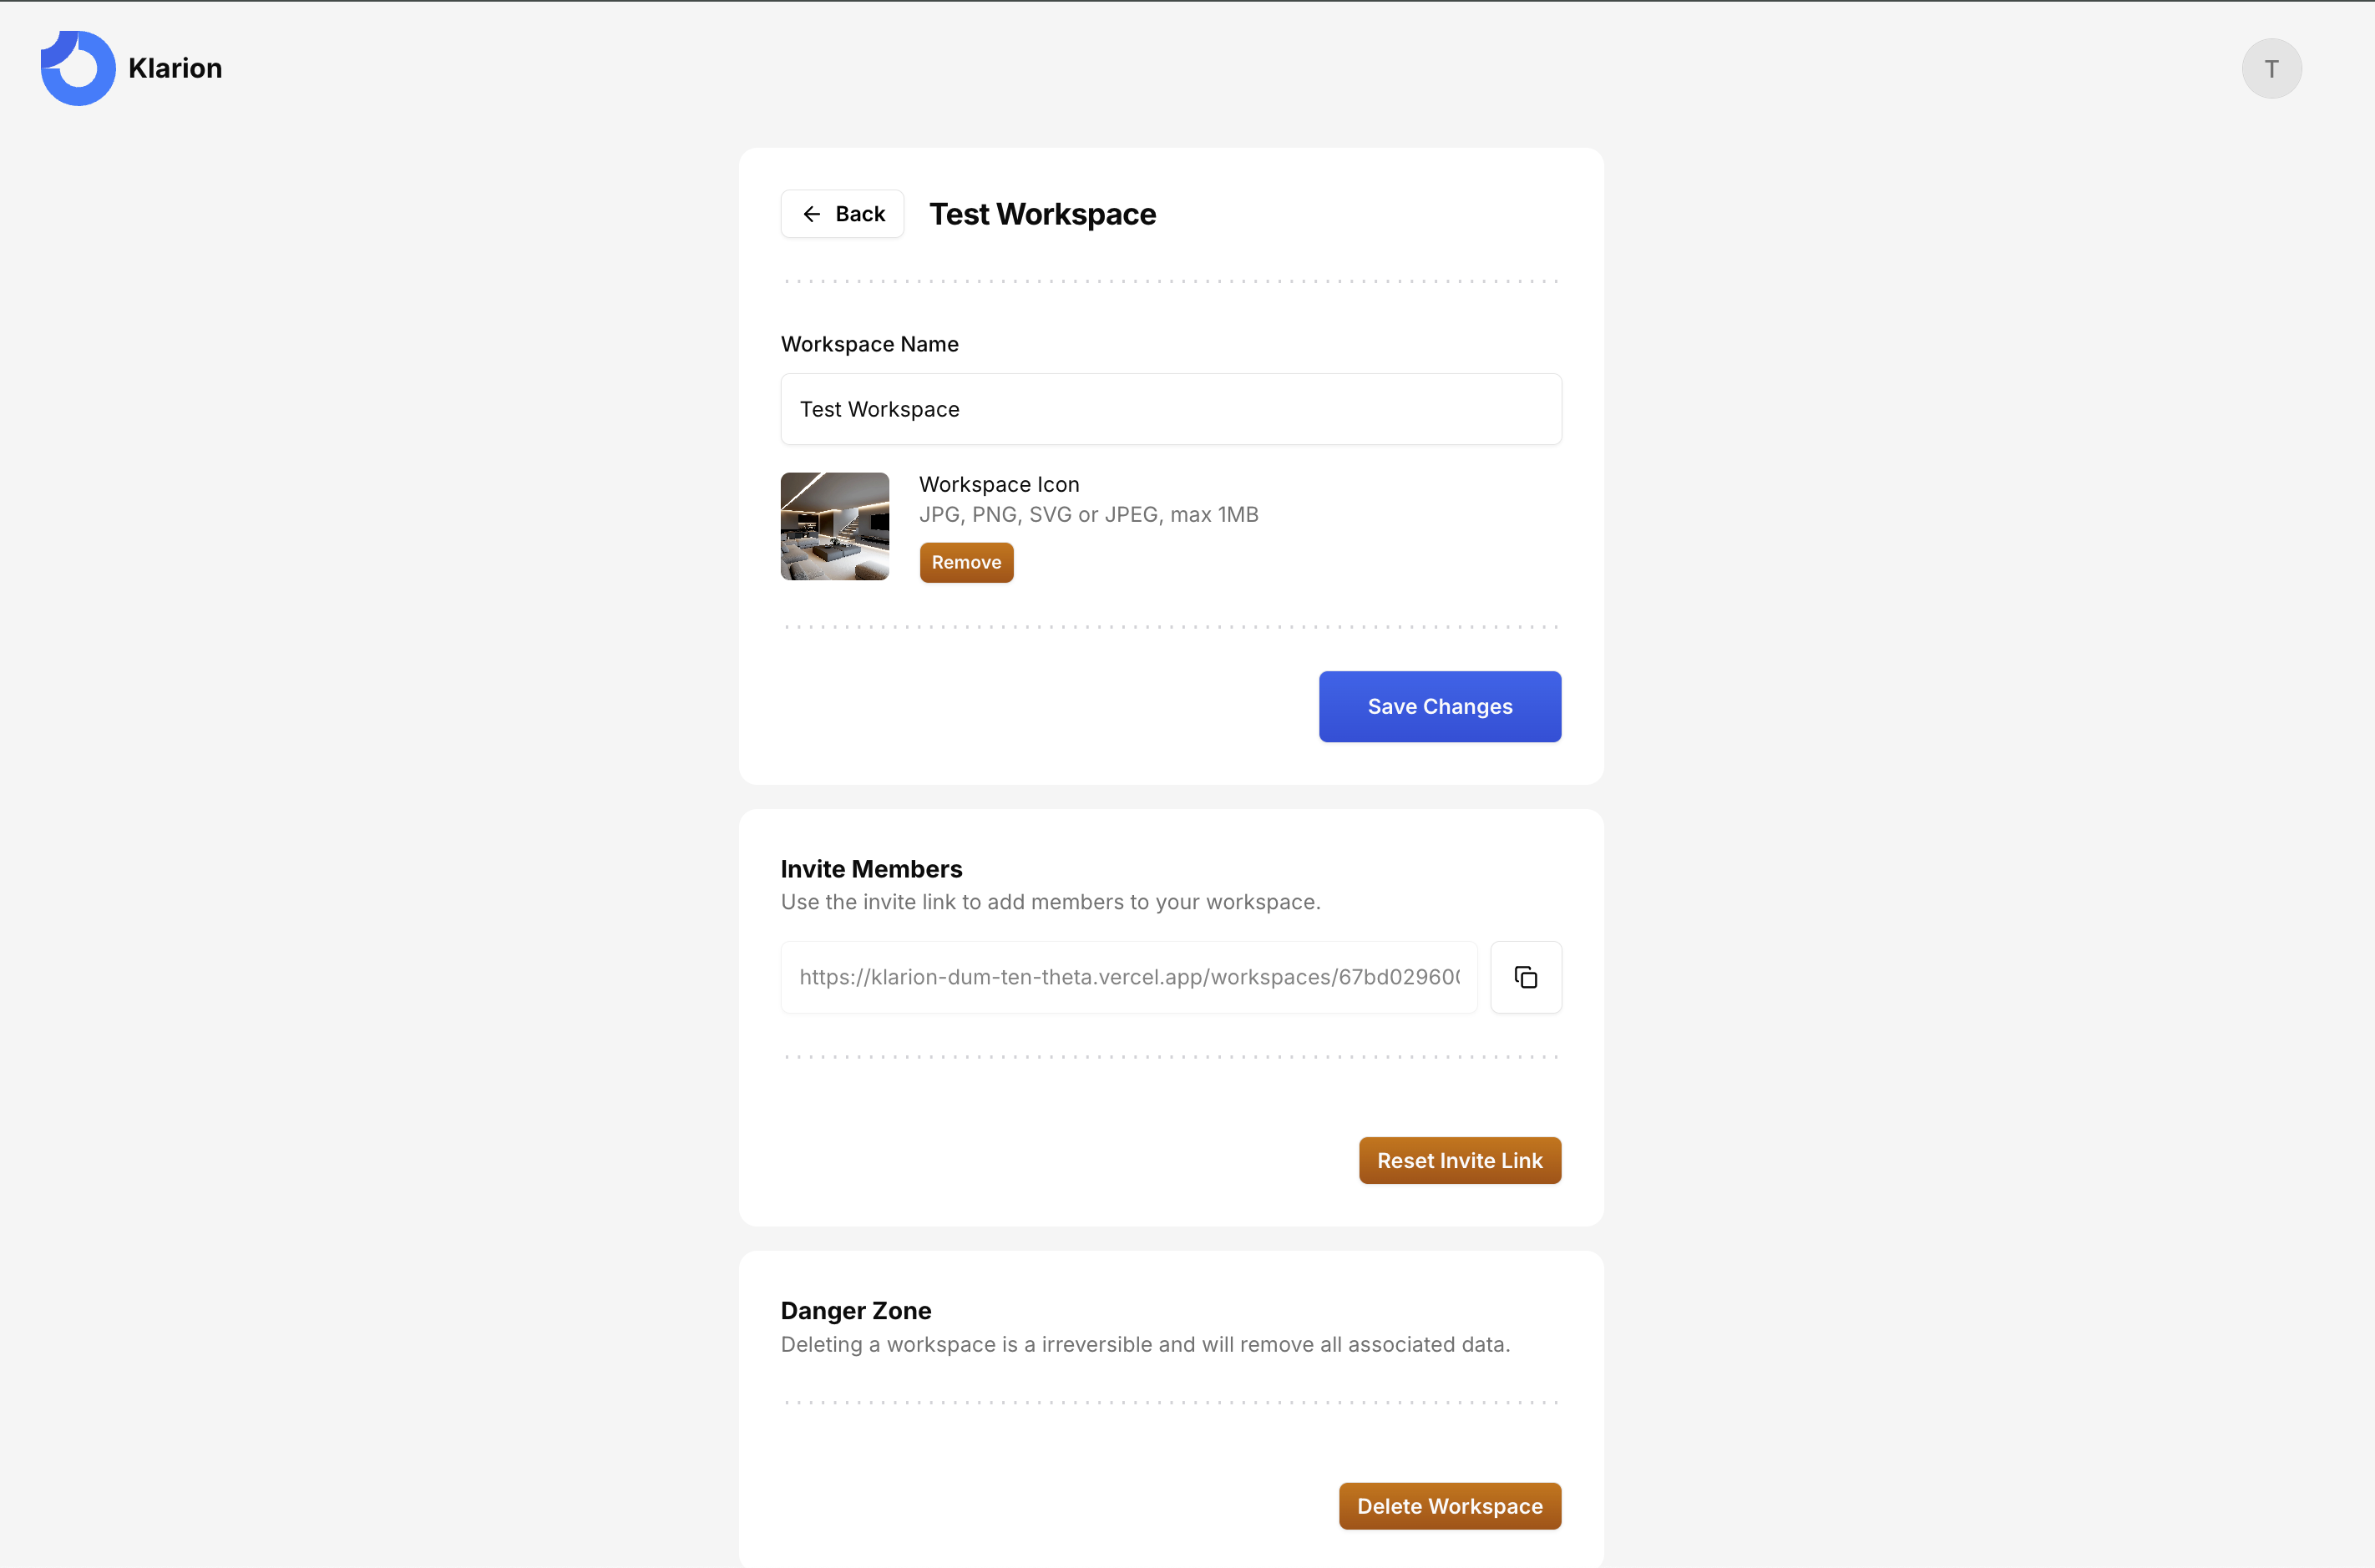 Klarion
T
Back
Test Workspace
Workspace Name
Test Workspace
Workspace Icon
JPG, PNG, SVG or JPEG, max 1MB
Remove
Save Changes
Invite Members
Use the invite link to add members to your workspace.
https://klarion-dum-ten-theta.vercel.app/workspaces/67bd02960
Reset Invite Link
Danger Zone
Deleting a workspace is a irreversible and will remove all associated data.
Delete Workspace